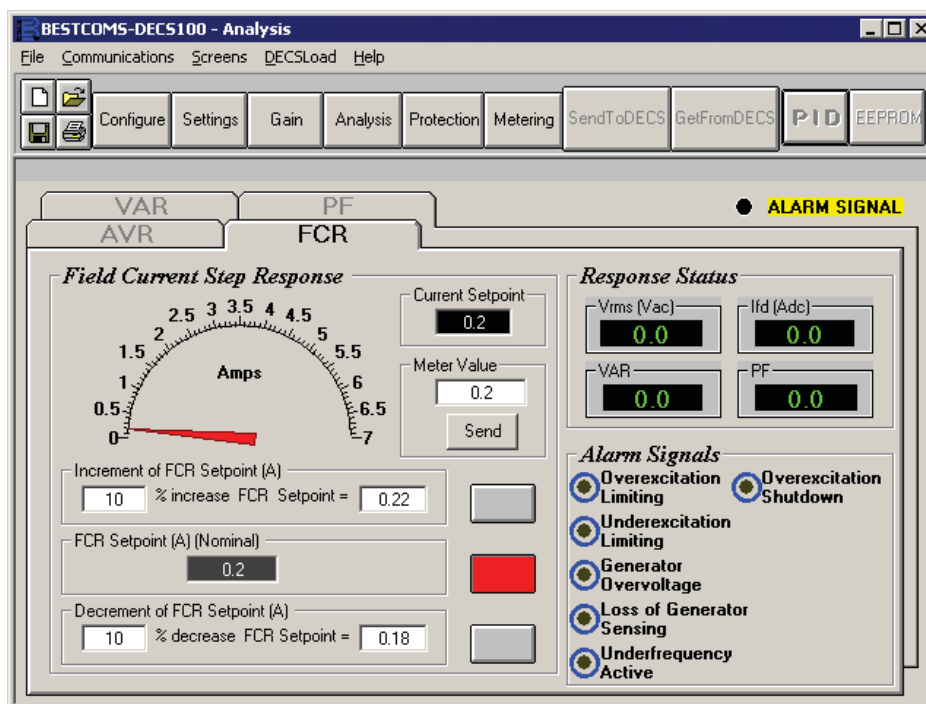 BESTCOMS-DECS100 - Analysis
File Communications Screens DECSLoad Help
Configure Settings Gain Analysis Protection Metering SendToDECS GetFromDECS PID EEPROM
VAR PF
ALARM SIGNAL
AVR FCR
Field Current Step Response
0 0.5 1 1.5 2 2.5 3 3.5 4 4.5 5 5.5 6 6.5 7
Amps
Current Setpoint
0.2
Meter Value
0.2
Send
Increment of FCR Setpoint (A)
10 % increase FCR Setpoint = 0.22
FCR Setpoint (A) (Nominal)
0.2
Decrement of FCR Setpoint (A)
10 % decrease FCR Setpoint = 0.18
Response Status
Vrms (Vac) Ifd (Adc)
0.0 0.0
VAR PF
0.0 0.0
Alarm Signals
Overexcitation
Limiting
Overexcitation
Shutdown
Underexcitation
Limiting
Generator
Overvoltage
Loss of Generator
Sensing
Underfrequency
Active